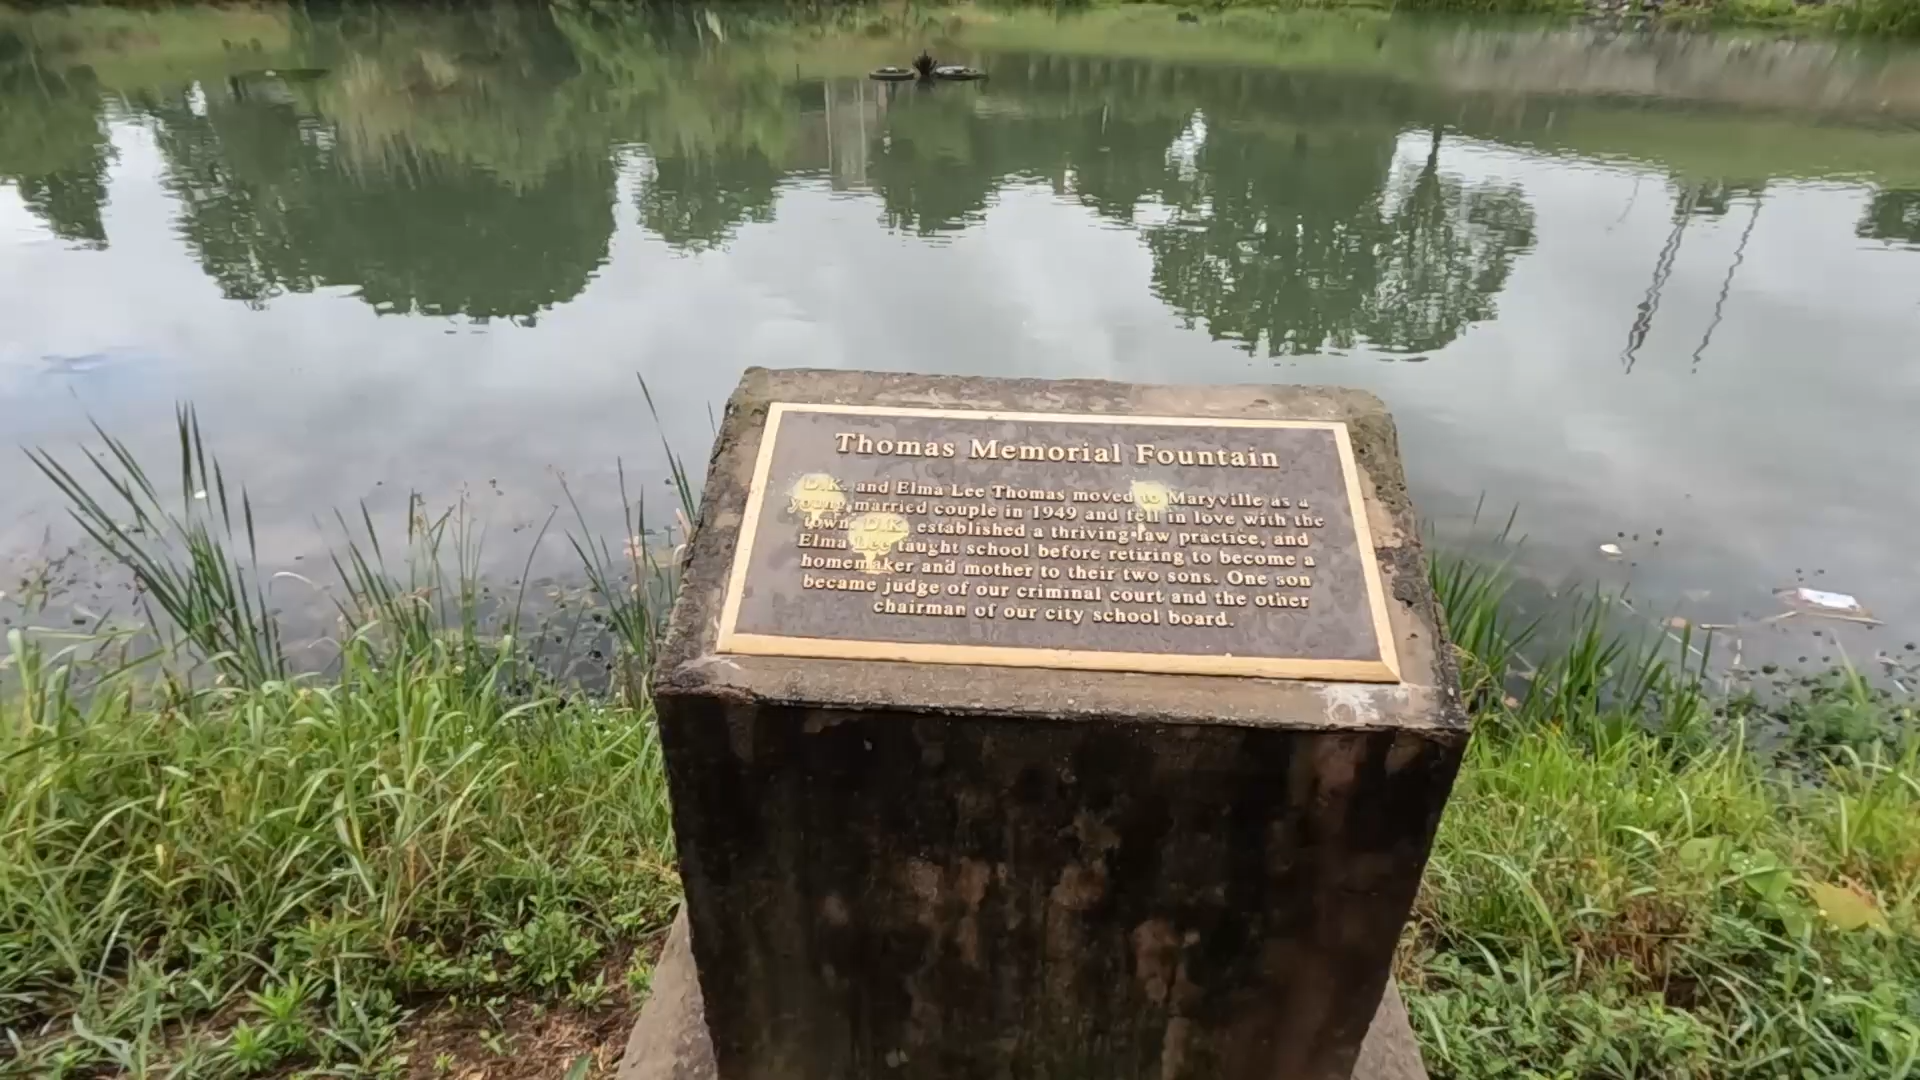 Thomas Memorial Fountain
D.K. and Elma Lee Thomas moved to Maryville as a
young married couple in 1949 and fell in love with the
town. D.K. established a thriving law practice, and
Elma Lee taught school before retiring to become a
homemaker and mother to their two sons. One son
became judge of our criminal court and the other
chairman of our city school board.